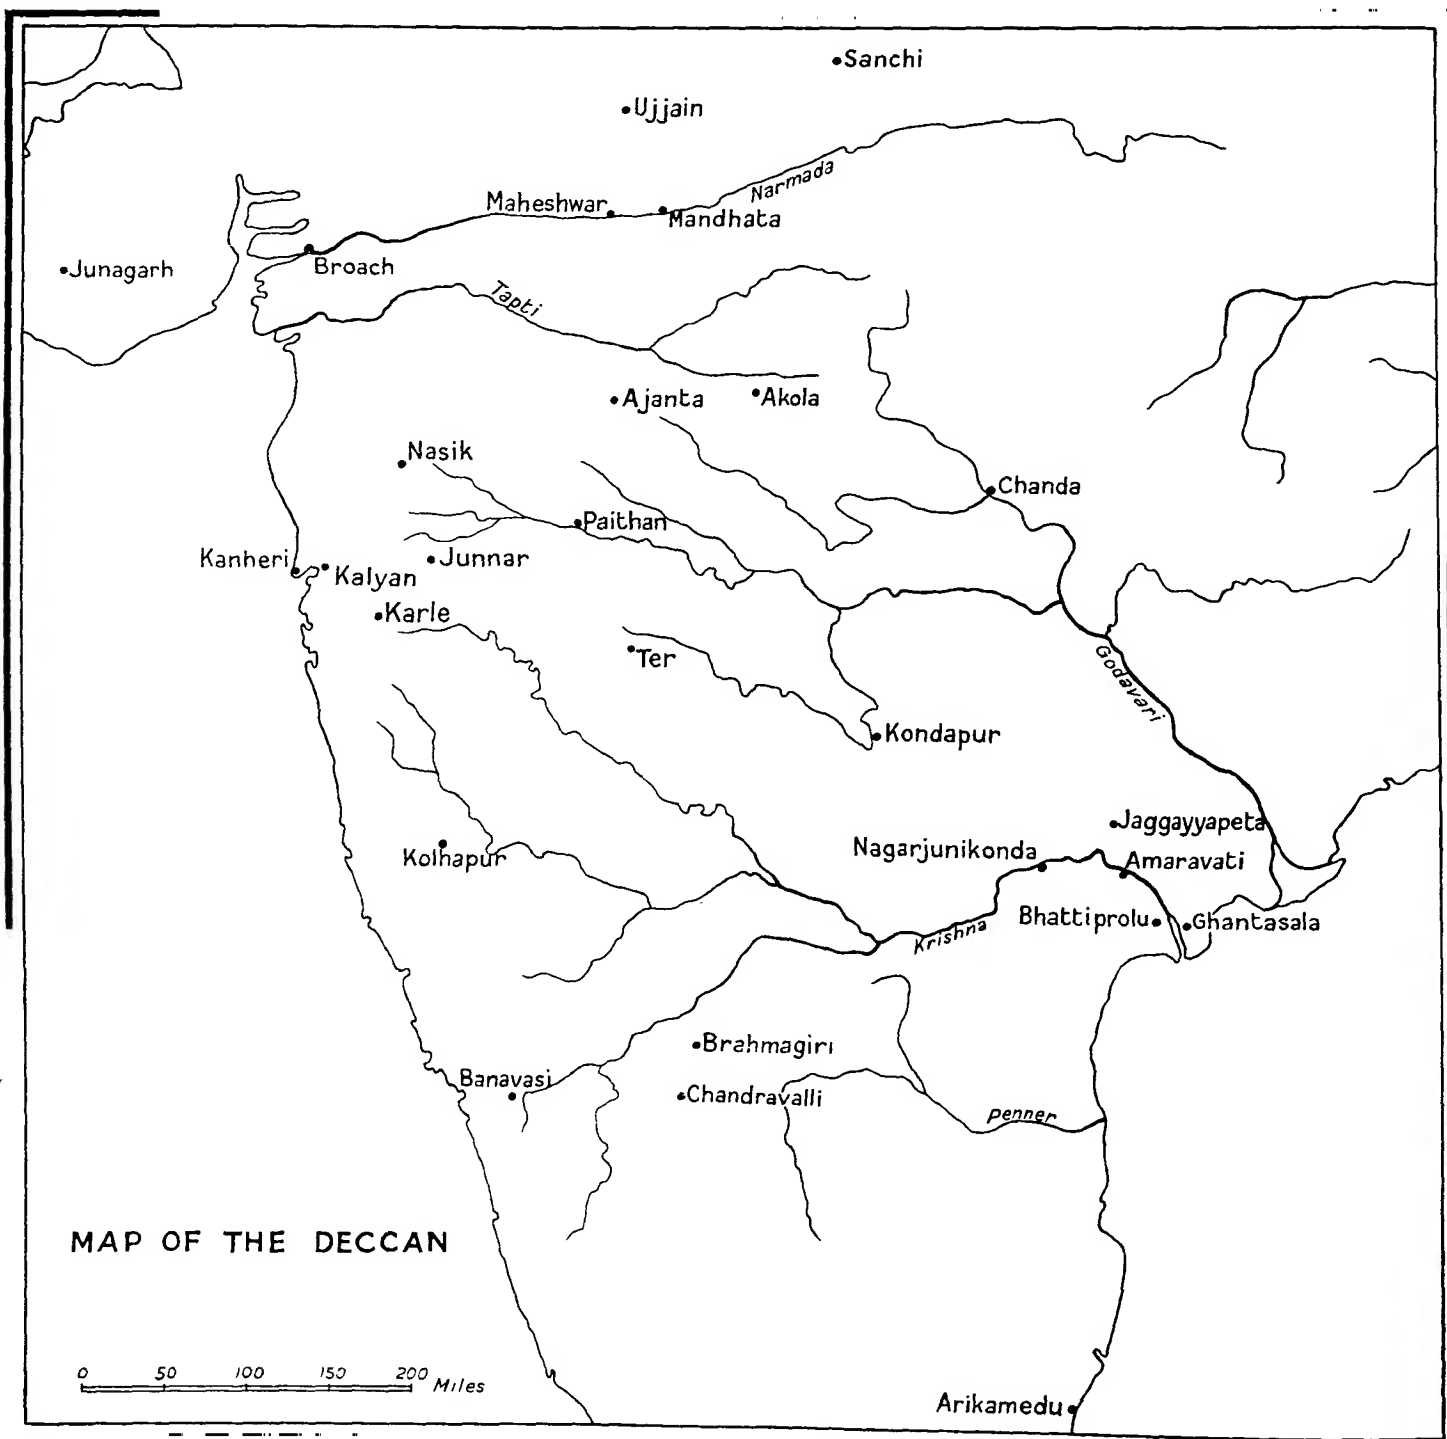 Sanchi
Ujjain
Narmada
Maheshwar
Mandhata
Junagarh
Broach
Tapti
Ajanta
Akola
Nasik
Chanda
Paithan
Kanheri
Junnar
Kalyan
Karle
Ter
Godavari
Kondapur
Jaggayyapeta
Nagarjunikonda
Amaravati
Kolhapur
Bhattiprolu
Ghantasala
Krishna
Brahmagiri
Banavasi
Chandravalli
Penner
MAP OF THE DECCAN
0 50 100 150 200 Miles
Arikamedu